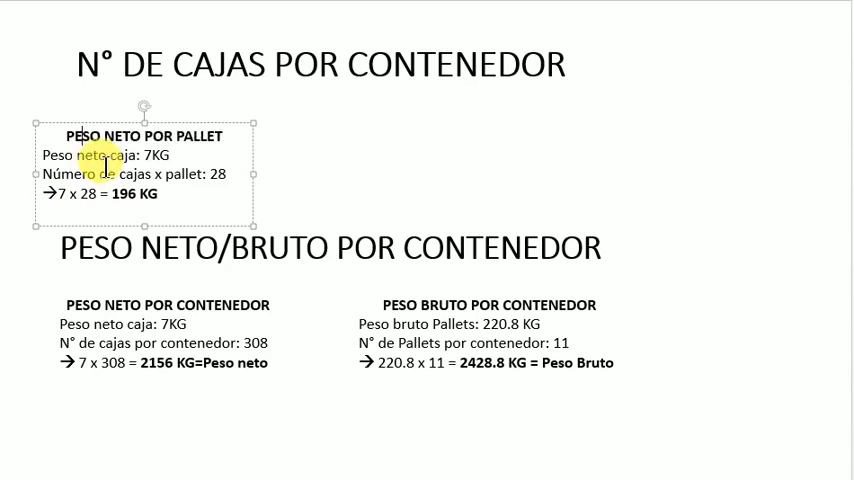 N° DE CAJAS POR CONTENEDOR
PESO NETO POR PALLET
Peso neto caja: 7KG
Número de cajas x pallet: 28
→7 x 28 = 196 KG
PESO NETO/BRUTO POR CONTENEDOR
PESO NETO POR CONTENEDOR
Peso neto caja: 7KG
N° de cajas por contenedor: 308
→ 7 x 308 = 2156 KG=Peso neto
PESO BRUTO POR CONTENEDOR
Peso bruto Pallets: 220.8 KG
N° de Pallets por contenedor: 11
→ 220.8 x 11 = 2428.8 KG = Peso Bruto